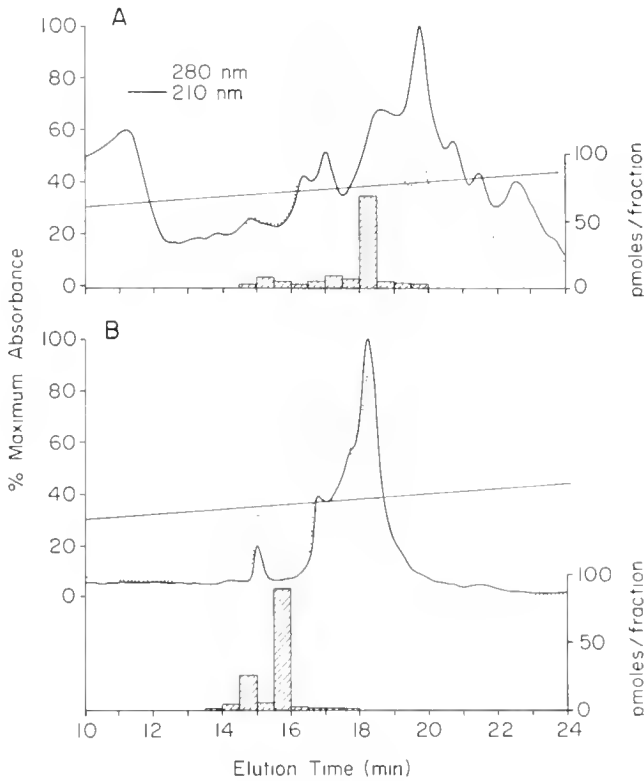 A
280 nm
210 nm
100
80
60
40
20
0
100
50
0
pmoles/fraction
% Maximum Absorbance
B
100
80
60
40
20
0
100
50
0
pmoles/fraction
10 12 14 16 18 20 22 24
Elution Time (min)